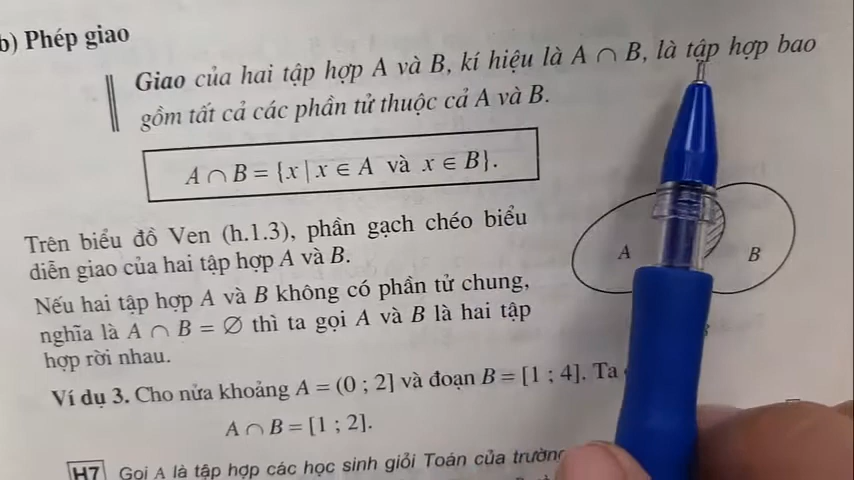 b) Phép giao
Giao của hai tập hợp A và B, kí hiệu là A ∩ B, là tập hợp bao
gồm tất cả các phần tử thuộc cả A và B.
A ∩ B = {x | x ∈ A và x ∈ B}.
Trên biểu đồ Ven (h.1.3), phần gạch chéo biểu
diễn giao của hai tập hợp A và B.
A B
Nếu hai tập hợp A và B không có phần tử chung,
nghĩa là A ∩ B = ∅ thì ta gọi A và B là hai tập
hợp rời nhau.
Ví dụ 3. Cho nửa khoảng A = (0 ; 2] và đoạn B = [1 ; 4]. Ta
A ∩ B = [1 ; 2].
H7 Gọi A là tập hợp các học sinh giỏi Toán của trường